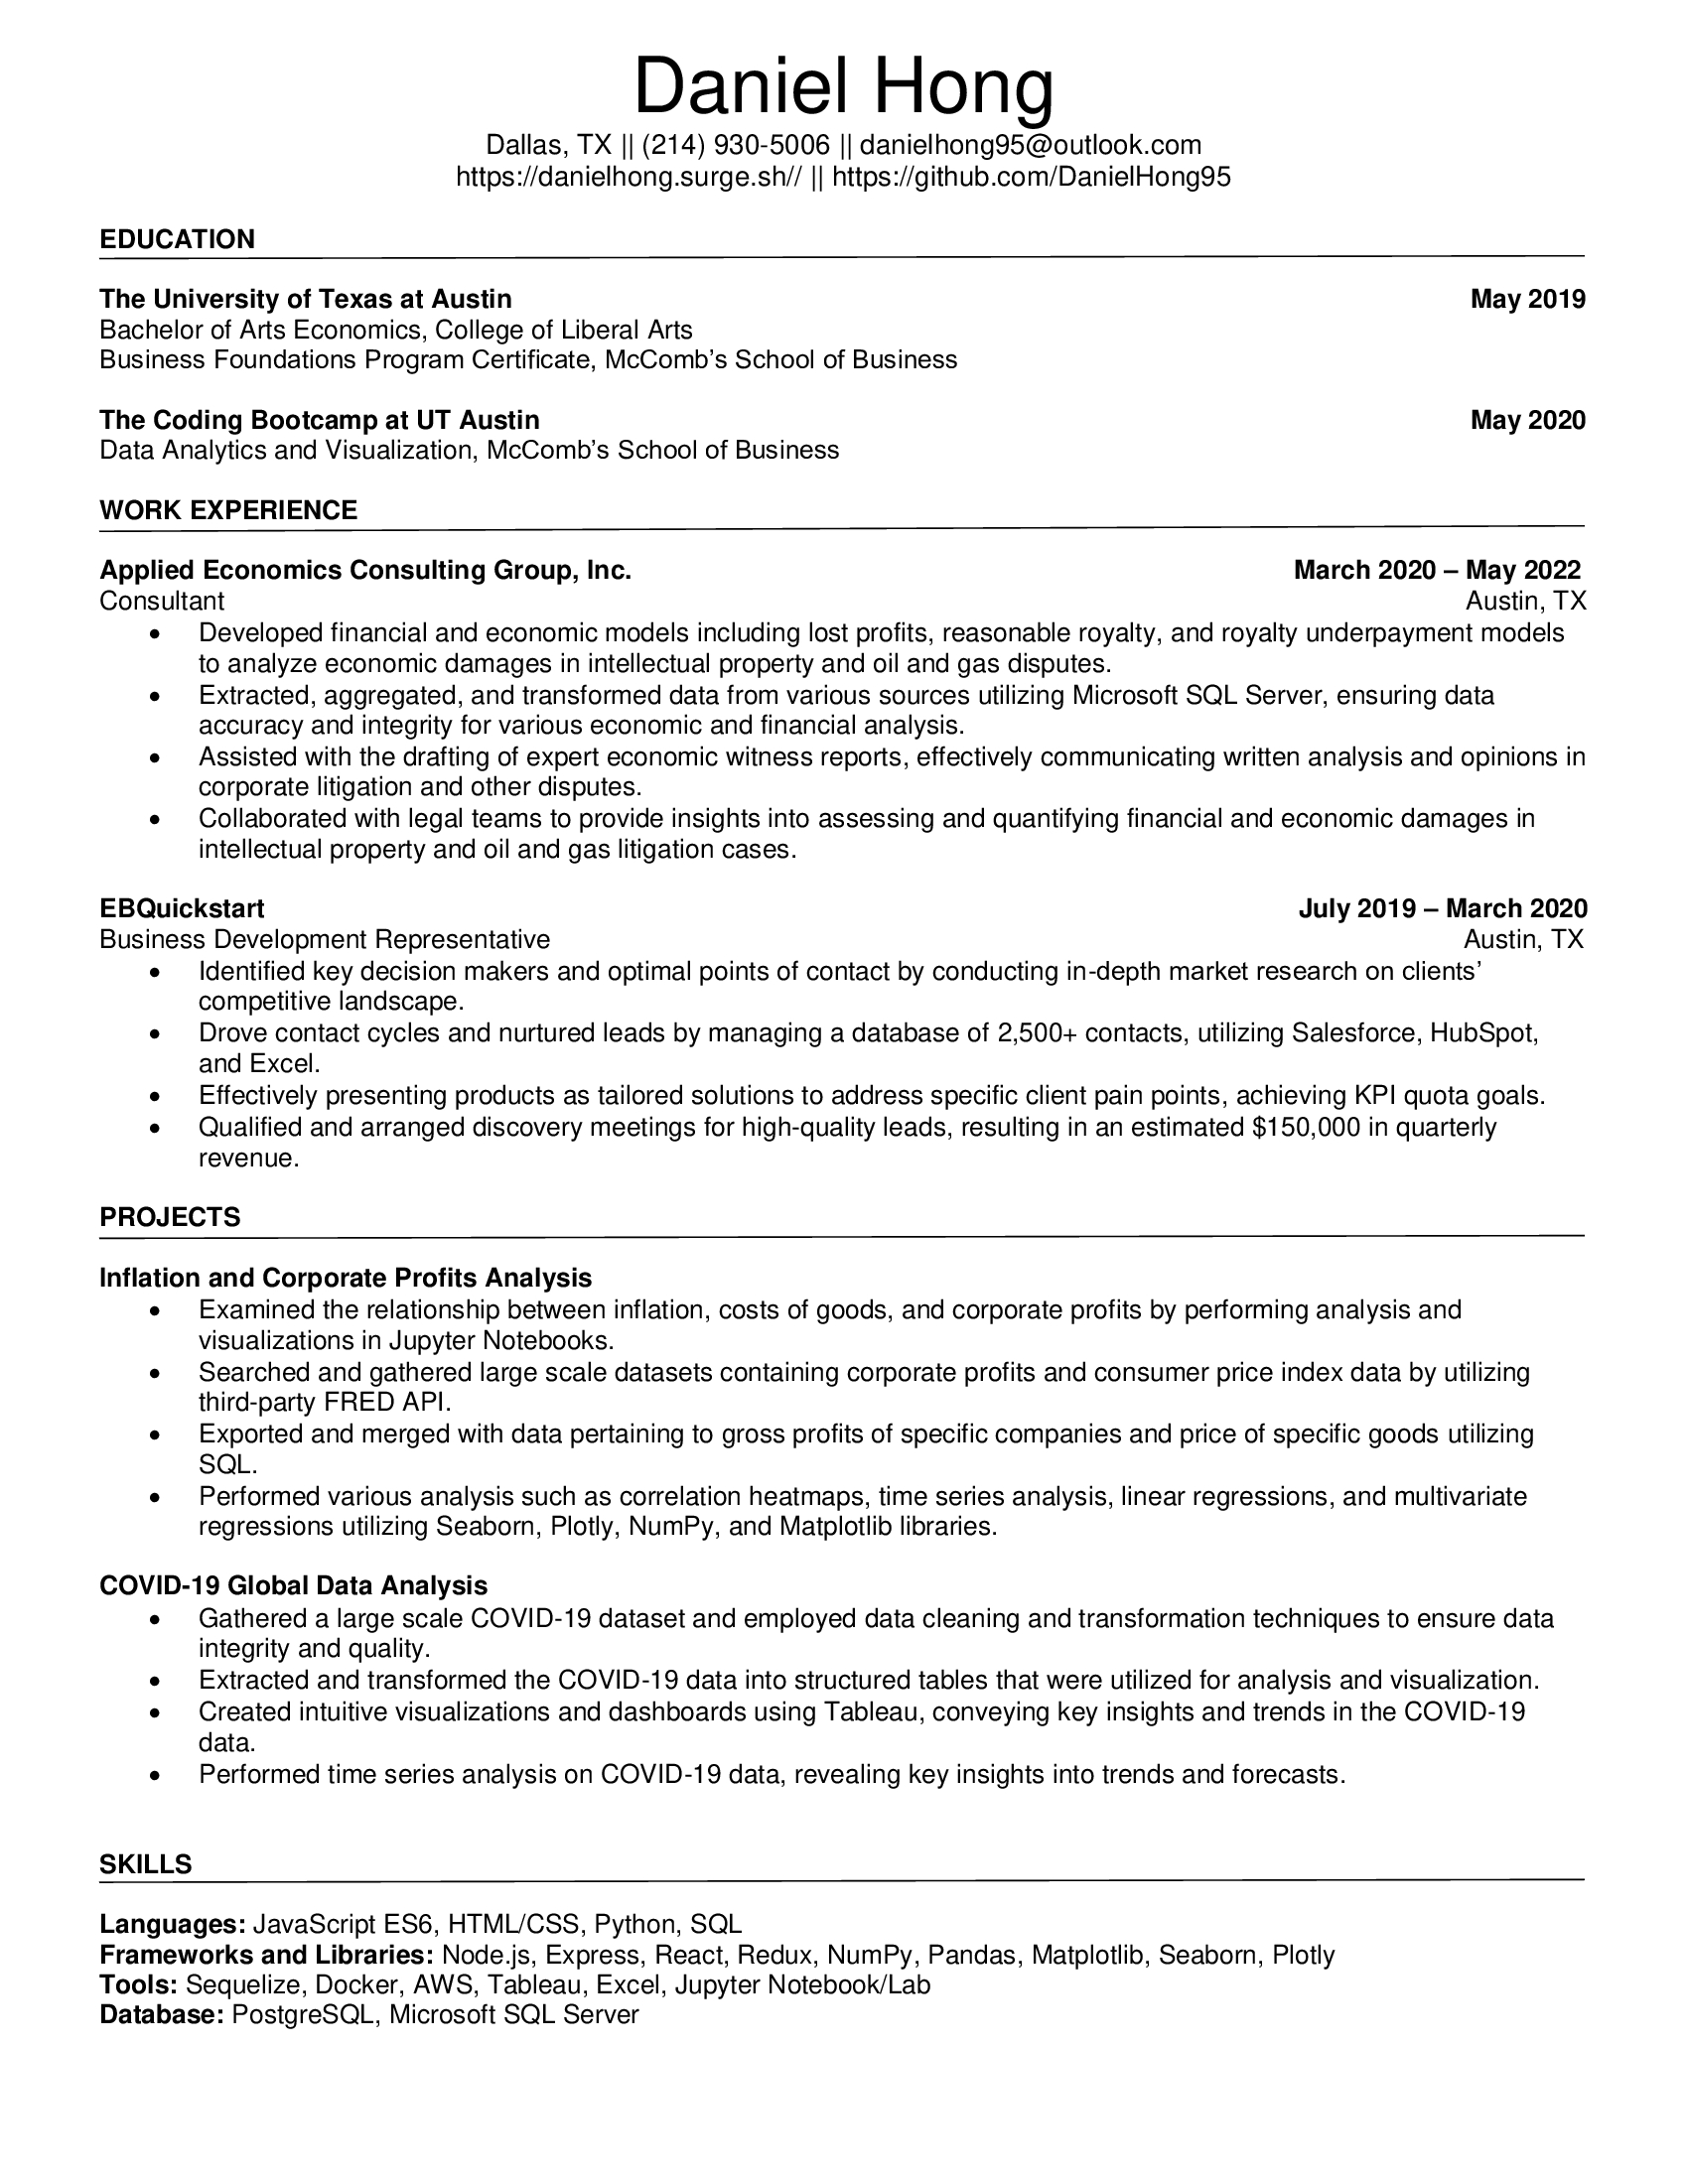 Daniel Hong
Dallas, TX || (214) 930-5006 || danielhong95@outlook.com
https://danielhong.surge.sh// || https://github.com/DanielHong95
EDUCATION
The University of Texas at Austin May 2019
Bachelor of Arts Economics, College of Liberal Arts
Business Foundations Program Certificate, McComb’s School of Business
The Coding Bootcamp at UT Austin May 2020
Data Analytics and Visualization, McComb’s School of Business
WORK EXPERIENCE
Applied Economics Consulting Group, Inc. March 2020 – May 2022
Consultant Austin, TX
• Developed financial and economic models including lost profits, reasonable royalty, and royalty underpayment models
to analyze economic damages in intellectual property and oil and gas disputes.
• Extracted, aggregated, and transformed data from various sources utilizing Microsoft SQL Server, ensuring data
accuracy and integrity for various economic and financial analysis.
• Assisted with the drafting of expert economic witness reports, effectively communicating written analysis and opinions in
corporate litigation and other disputes.
• Collaborated with legal teams to provide insights into assessing and quantifying financial and economic damages in
intellectual property and oil and gas litigation cases.
EBQuickstart July 2019 – March 2020
Business Development Representative Austin, TX
• Identified key decision makers and optimal points of contact by conducting in-depth market research on clients’
competitive landscape.
• Drove contact cycles and nurtured leads by managing a database of 2,500+ contacts, utilizing Salesforce, HubSpot,
and Excel.
• Effectively presenting products as tailored solutions to address specific client pain points, achieving KPI quota goals.
• Qualified and arranged discovery meetings for high-quality leads, resulting in an estimated $150,000 in quarterly
revenue.
PROJECTS
Inflation and Corporate Profits Analysis
• Examined the relationship between inflation, costs of goods, and corporate profits by performing analysis and
visualizations in Jupyter Notebooks.
• Searched and gathered large scale datasets containing corporate profits and consumer price index data by utilizing
third-party FRED API.
• Exported and merged with data pertaining to gross profits of specific companies and price of specific goods utilizing
SQL.
• Performed various analysis such as correlation heatmaps, time series analysis, linear regressions, and multivariate
regressions utilizing Seaborn, Plotly, NumPy, and Matplotlib libraries.
COVID-19 Global Data Analysis
• Gathered a large scale COVID-19 dataset and employed data cleaning and transformation techniques to ensure data
integrity and quality.
• Extracted and transformed the COVID-19 data into structured tables that were utilized for analysis and visualization.
• Created intuitive visualizations and dashboards using Tableau, conveying key insights and trends in the COVID-19
data.
• Performed time series analysis on COVID-19 data, revealing key insights into trends and forecasts.
SKILLS
Languages: JavaScript ES6, HTML/CSS, Python, SQL
Frameworks and Libraries: Node.js, Express, React, Redux, NumPy, Pandas, Matplotlib, Seaborn, Plotly
Tools: Sequelize, Docker, AWS, Tableau, Excel, Jupyter Notebook/Lab
Database: PostgreSQL, Microsoft SQL Server